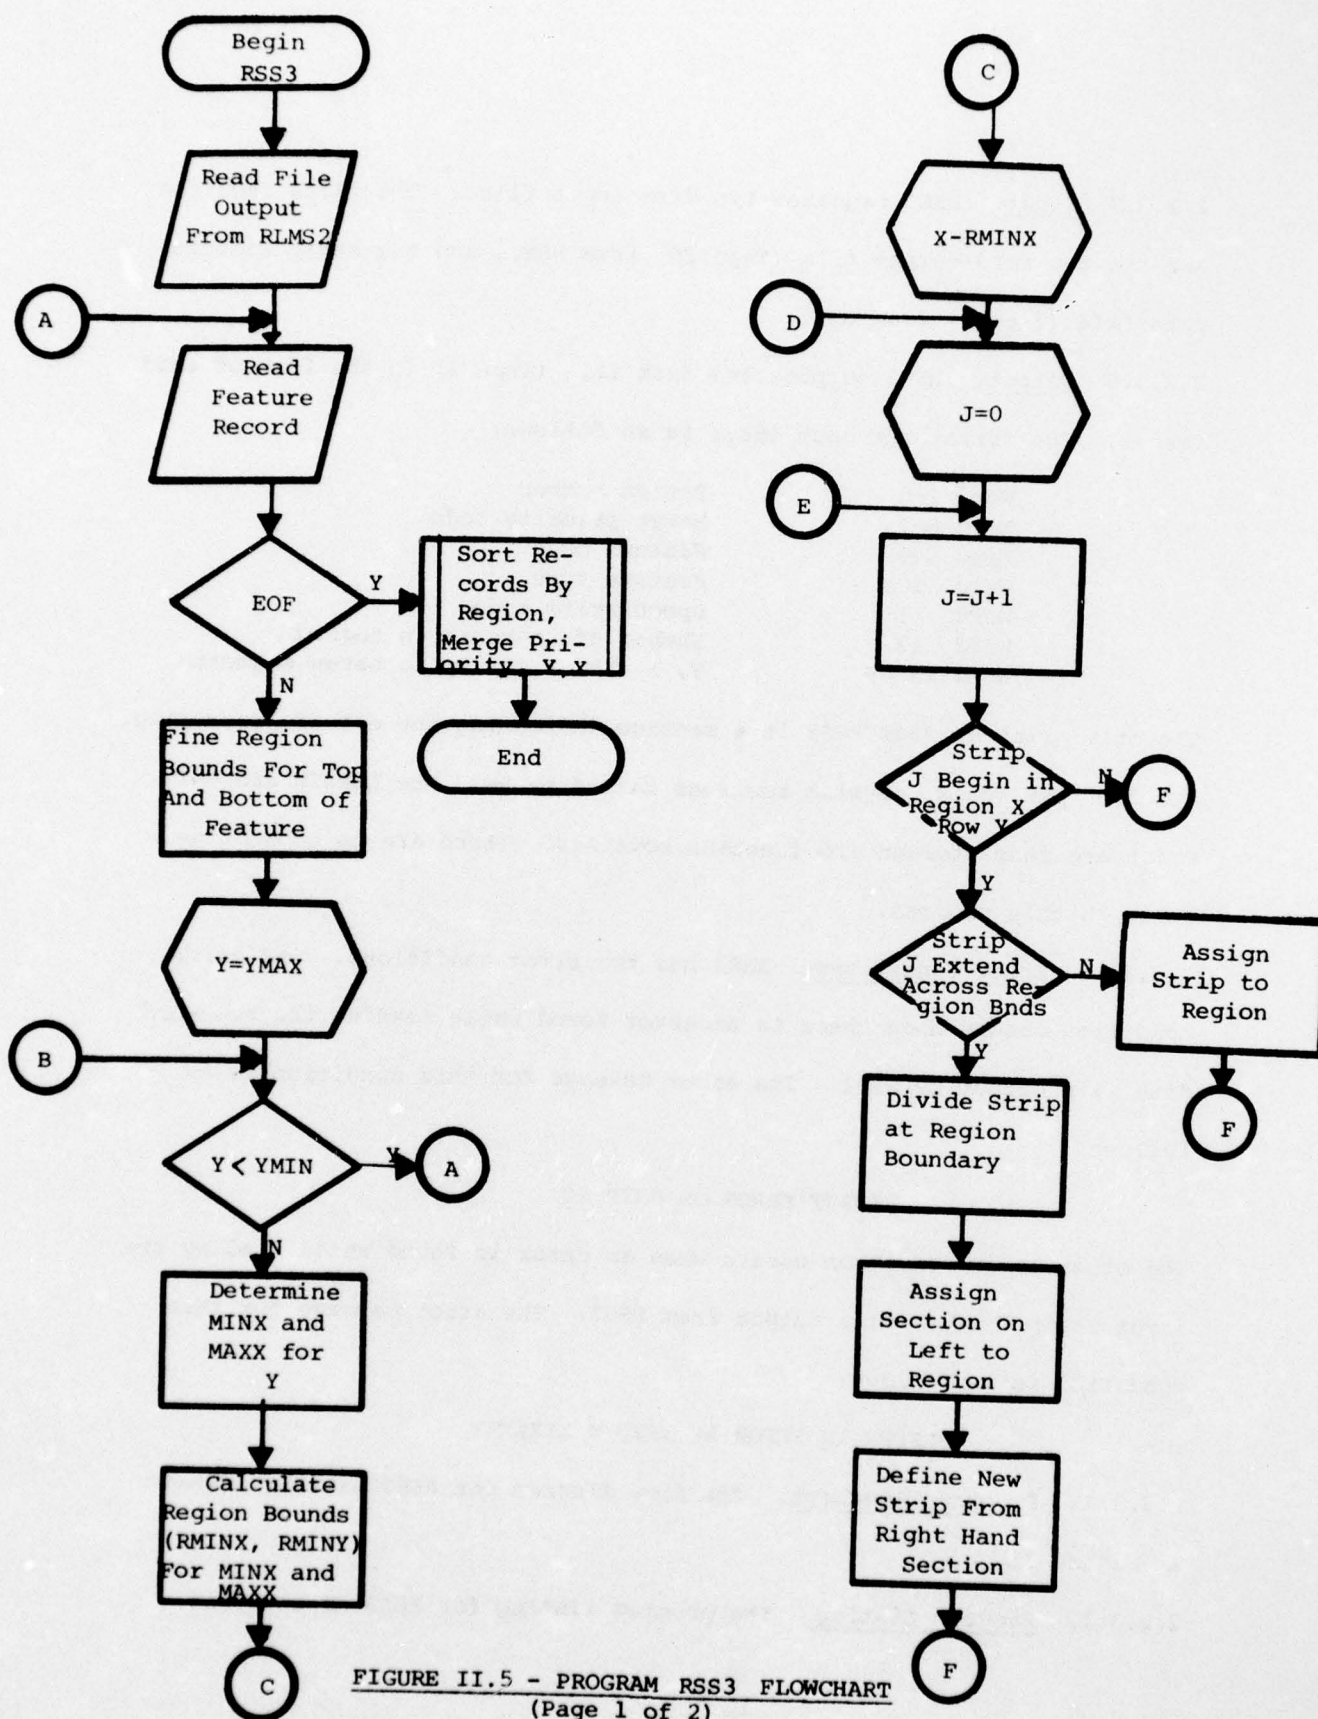 Begin
RSS3
Read File
Output
From RLMS2
A
Read
Feature
Record
EOF
Y
Sort Re-
cords By
Region,
Merge Pri-
ority, Y,X
End
N
Fine Region
Bounds For Top
And Bottom of
Feature
Y=YMAX
B
Y < YMIN
Y
A
N
Determine
MINX and
MAXX for
Y
Calculate
Region Bounds
(RMINX, RMINY)
For MINX and
MAXX
C
C
X-RMINX
D
J=0
E
J=J+1
Strip
J Begin in
Region X
Row Y
N
F
Y
Strip
J Extend
Across Re-
gion Bnds
N
Assign
Strip to
Region
F
Y
Divide Strip
at Region
Boundary
Assign
Section on
Left to
Region
Define New
Strip From
Right Hand
Section
F
FIGURE II.5 - PROGRAM RSS3 FLOWCHART
(Page 1 of 2)